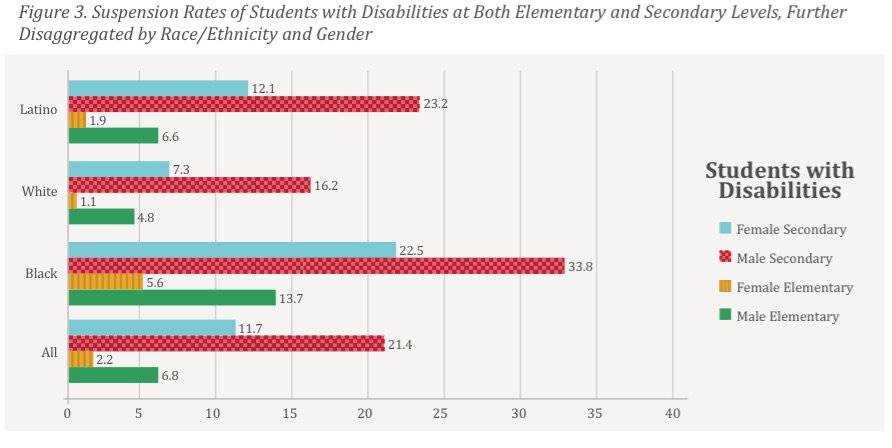 Figure 3. Suspension Rates of Students with Disabilities at Both Elementary and Secondary Levels, Further
Disaggregated by Race/Ethnicity and Gender
Latino
12.1
23.2
1.9
6.6
White
7.3
16.2
1.1
4.8
Black
22.5
33.8
5.6
13.7
All
11.7
21.4
2.2
6.8
0 5 10 15 20 25 30 35 40
Students with
Disabilities
Female Secondary
Male Secondary
Female Elementary
Male Elementary